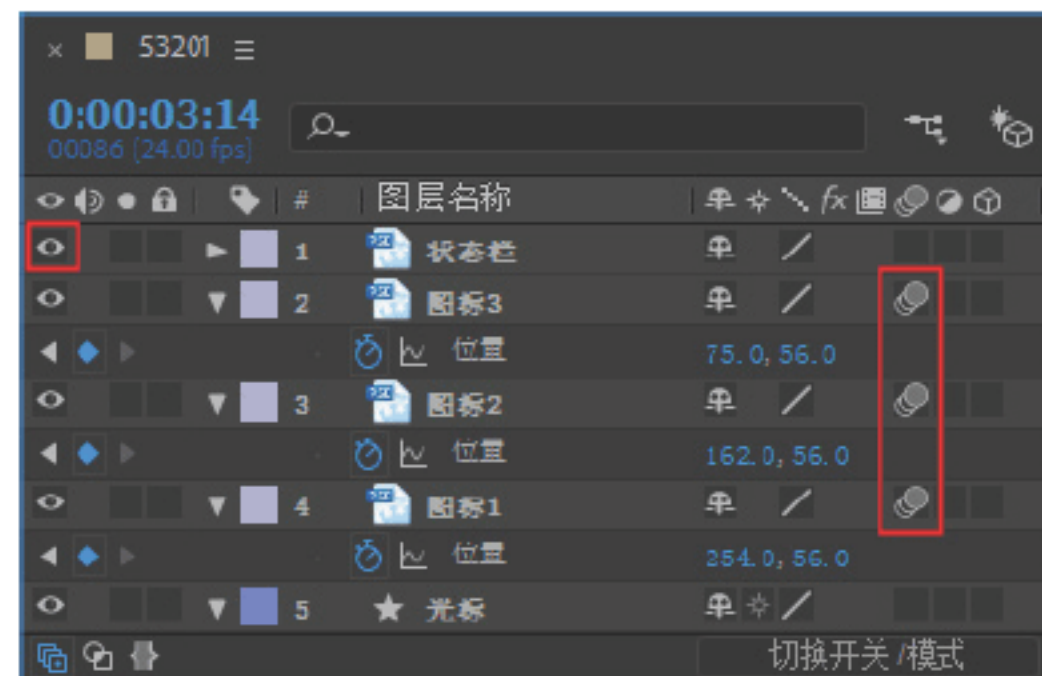 × 53201 ☰
0:00:03:14
00086 (24.00 fps)
# 图层名称 fx
1 状态栏
2 图标3
位置 75.0, 56.0
3 图标2
位置 162.0, 56.0
4 图标1
位置 254.0, 56.0
5 光标
切换开关/模式